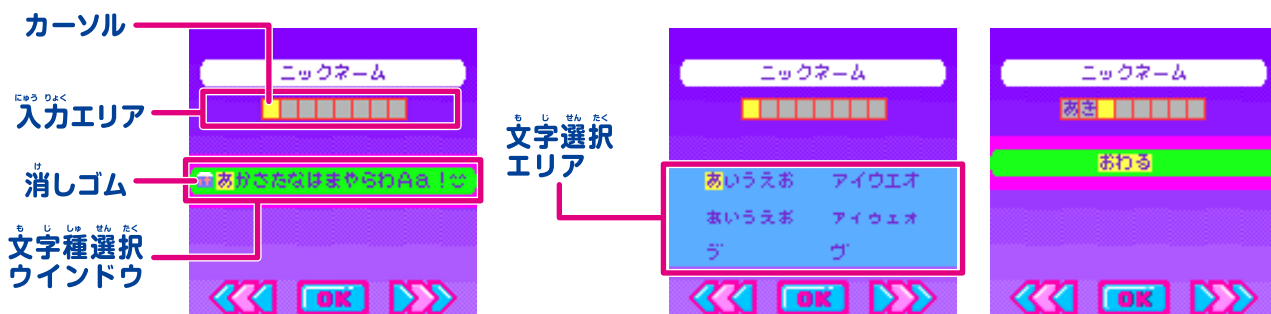 カーソル
にゅうりょく
入力エリア
け
消しゴム
もじしゅせんたく
文字種選択
ウインドウ
ニックネーム
あかさたなはまやらわAa!
OK
もじせんたく
文字選択
エリア
ニックネーム
あいうえお アイウエオ
ぁぃぅぇぉ ァィゥェォ
ゔ ヴ
OK
ニックネーム
あき
おわる
OK